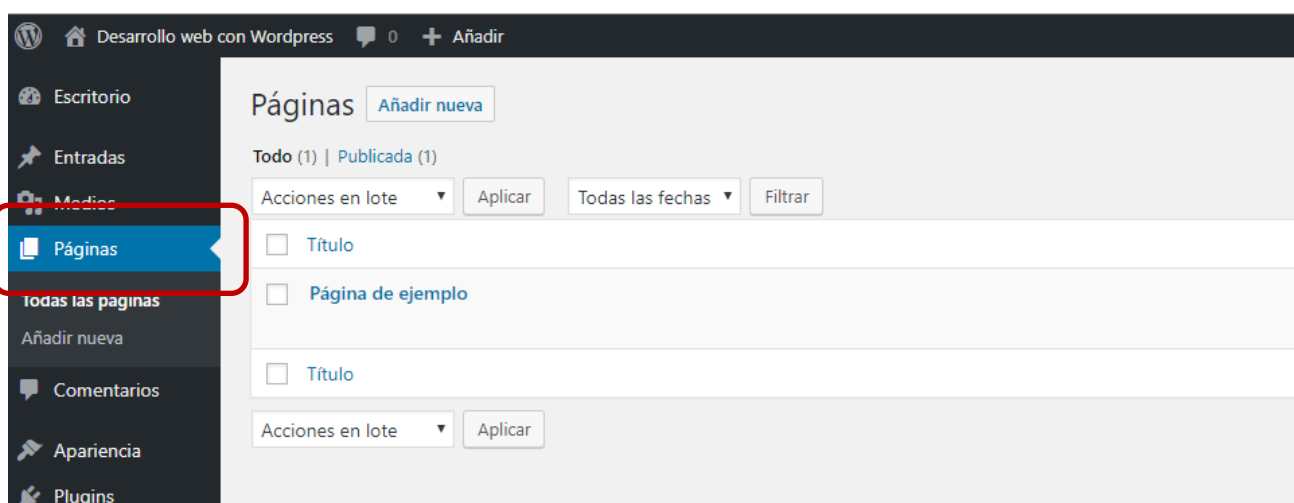 Desarrollo web con Wordpress 0 Añadir
Escritorio
Entradas
Medios
Páginas
Todas las páginas
Añadir nueva
Comentarios
Apariencia
Plugins
Páginas Añadir nueva
Todo (1) | Publicada (1)
Acciones en lote Aplicar Todas las fechas Filtrar
Título
Página de ejemplo
Título
Acciones en lote Aplicar